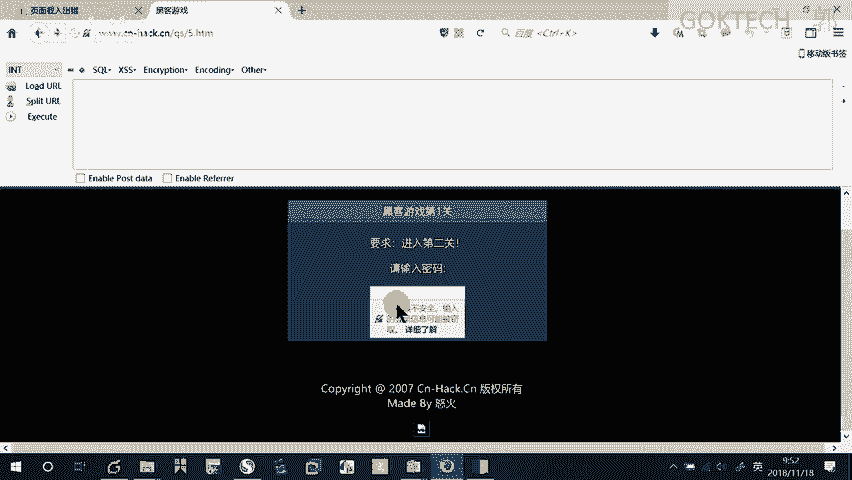 页面载入出错
黑客游戏
GOKTECH 郭
www.cn-hack.cn/qs/5.htm
百度 <Ctrl+K>
移动版书签
INT
SQL XSS Encryption Encoding Other
Load URL
Split URL
Execute
Enable Post data Enable Referrer
黑客游戏第1关
要求: 进入第二关!
请输入密码:
不安全。输入
详细了解
Copyright @ 2007 Cn-Hack.Cn 版权所有
Made By 怒火
英
9:52
2018/11/18